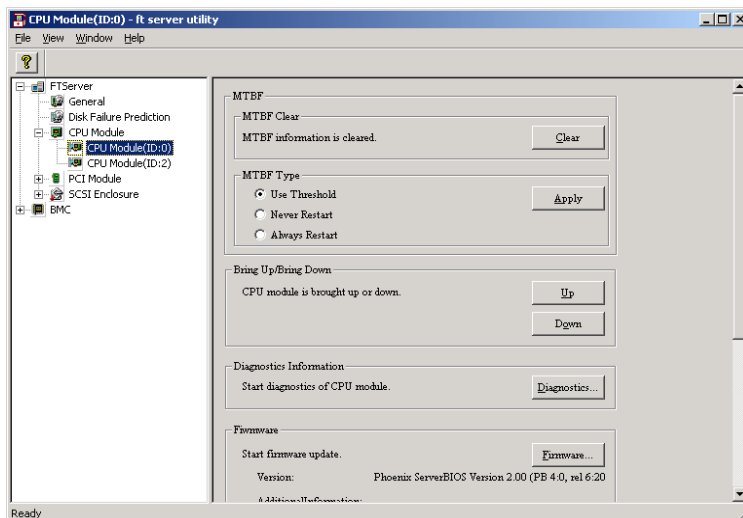 CPU Module(ID:0) - ft server utility
File View Window Help
FTServer
General
Disk Failure Prediction
CPU Module
CPU Module(ID:0)
CPU Module(ID:2)
PCI Module
SCSI Enclosure
BMC
MTBF
MTBF Clear
MTBF information is cleared.
Clear
MTBF Type
Use Threshold
Apply
Never Restart
Always Restart
Bring Up/Bring Down
CPU module is brought up or down.
Up
Down
Diagnostics Information
Start diagnostics of CPU module.
Diagnostics...
Firmware
Start firmware update.
Firmware...
Version: Phoenix ServerBIOS Version 2.00 (PB 4:0, rel 6:20
AdditionalInformation:
Ready